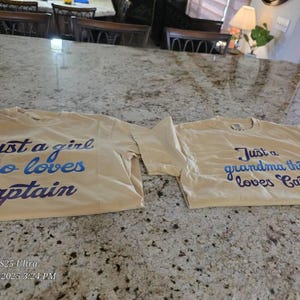 ust a girl
o loves
aptain
Just a
grandma th
loves Ca
S25 Ultra
2025 3:24 PM